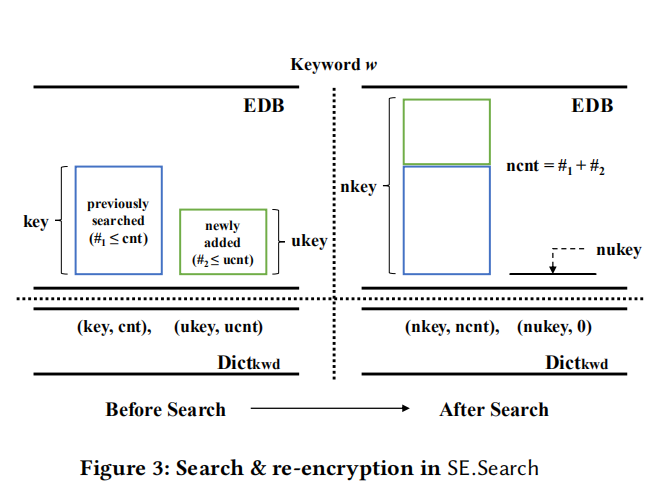 Keyword w
EDB
EDB
key
previously
searched
(#₁ ≤ cnt)
newly
added
(#₂ ≤ ucnt)
ukey
nkey
ncnt = #₁ + #₂
nukey
(key, cnt), (ukey, ucnt)
(nkey, ncnt), (nukey, 0)
Dictkwd
Dictkwd
Before Search
After Search
Figure 3: Search & re-encryption in SE.Search